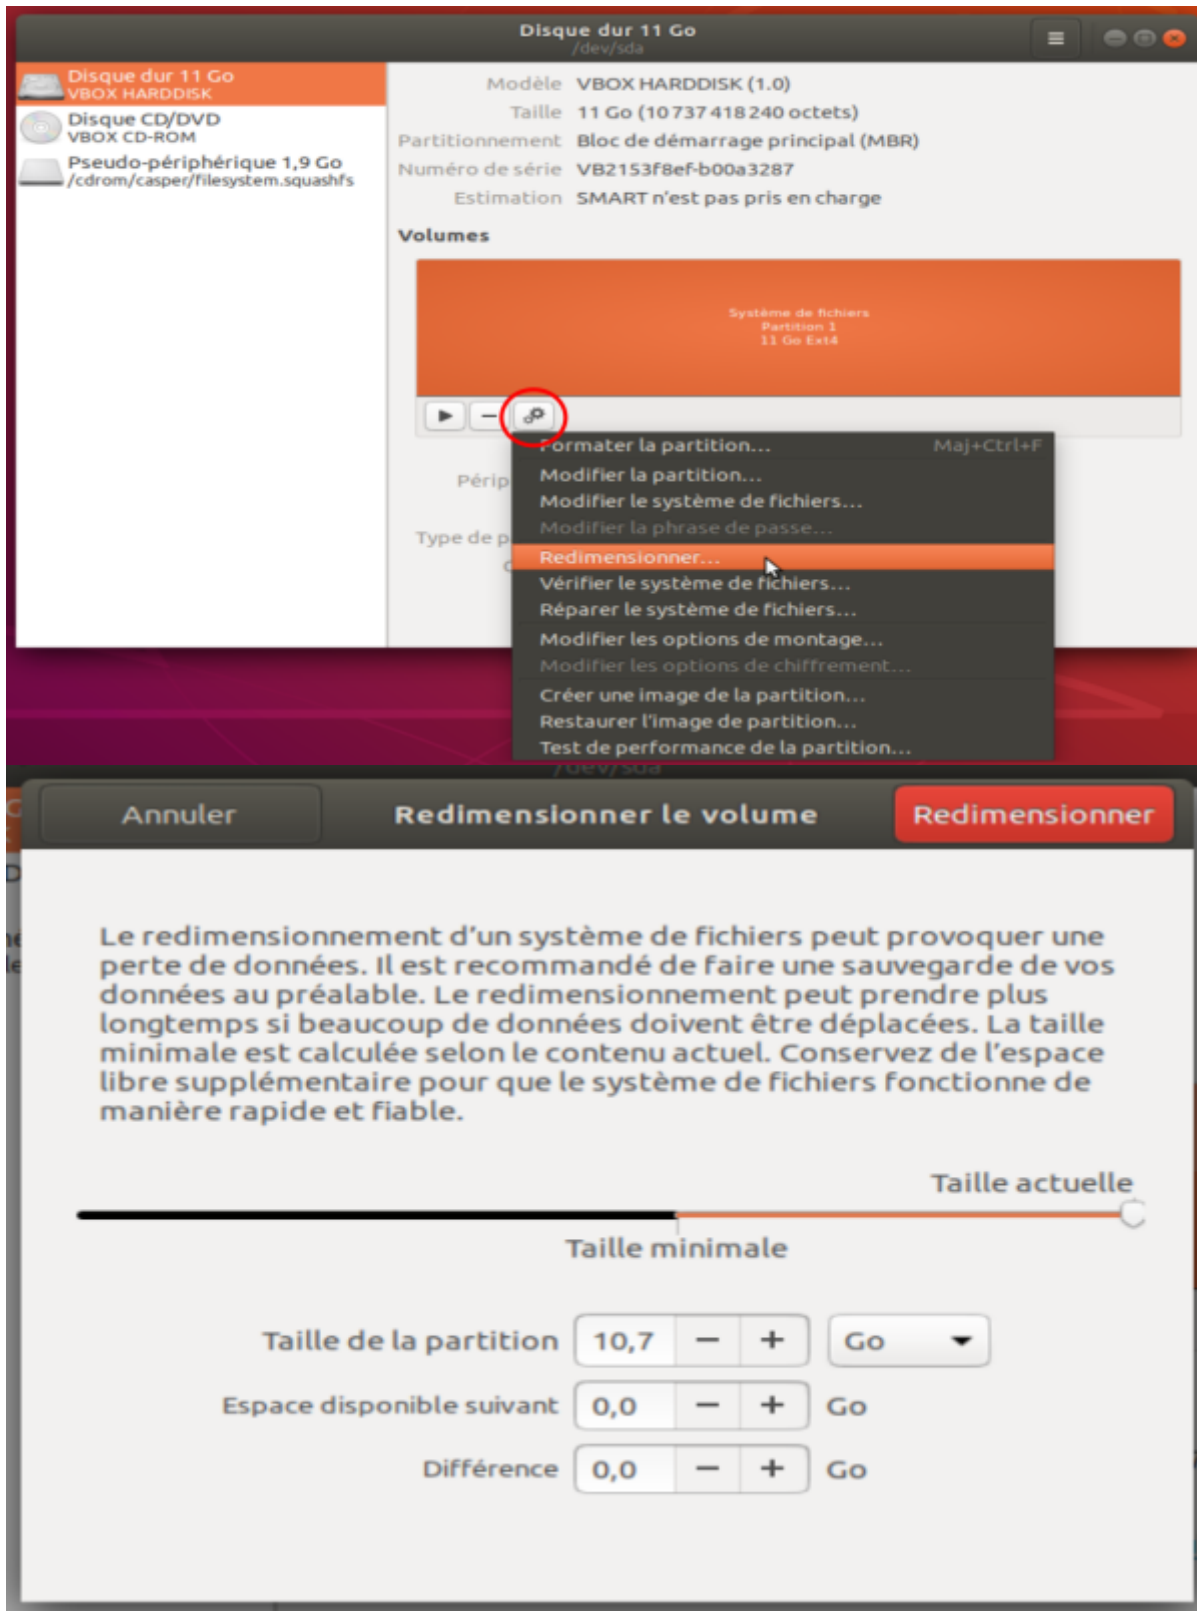 Disque dur 11 Go
/dev/sda
Disque dur 11 Go
VBOX HARDDISK
Disque CD/DVD
VBOX CD-ROM
Pseudo-périphérique 1,9 Go
/cdrom/casper/filesystem.squashfs
Modèle VBOX HARDDISK (1.0)
Taille 11 Go (10 737 418 240 octets)
Partitionnement Bloc de démarrage principal (MBR)
Numéro de série VB2153f8ef-b00a3287
Estimation SMART n'est pas pris en charge
Volumes
Système de fichiers
Partition 1
11 Go Ext4
Formater la partition... Maj+Ctrl+F
Modifier la partition...
Périp
Modifier le système de fichiers...
Modifier la phrase de passe...
Type de p
Redimensionner...
Vérifier le système de fichiers...
Réparer le système de fichiers...
Modifier les options de montage...
Modifier les options de chiffrement...
Créer une image de la partition...
Restaurer l'image de partition...
Test de performance de la partition...
/dev/sda
Annuler Redimensionner le volume Redimensionner
Le redimensionnement d'un système de fichiers peut provoquer une
perte de données. Il est recommandé de faire une sauvegarde de vos
données au préalable. Le redimensionnement peut prendre plus
longtemps si beaucoup de données doivent être déplacées. La taille
minimale est calculée selon le contenu actuel. Conservez de l'espace
libre supplémentaire pour que le système de fichiers fonctionne de
manière rapide et fiable.
Taille actuelle
Taille minimale
Taille de la partition 10,7 − + Go
Espace disponible suivant 0,0 − + Go
Différence 0,0 − + Go